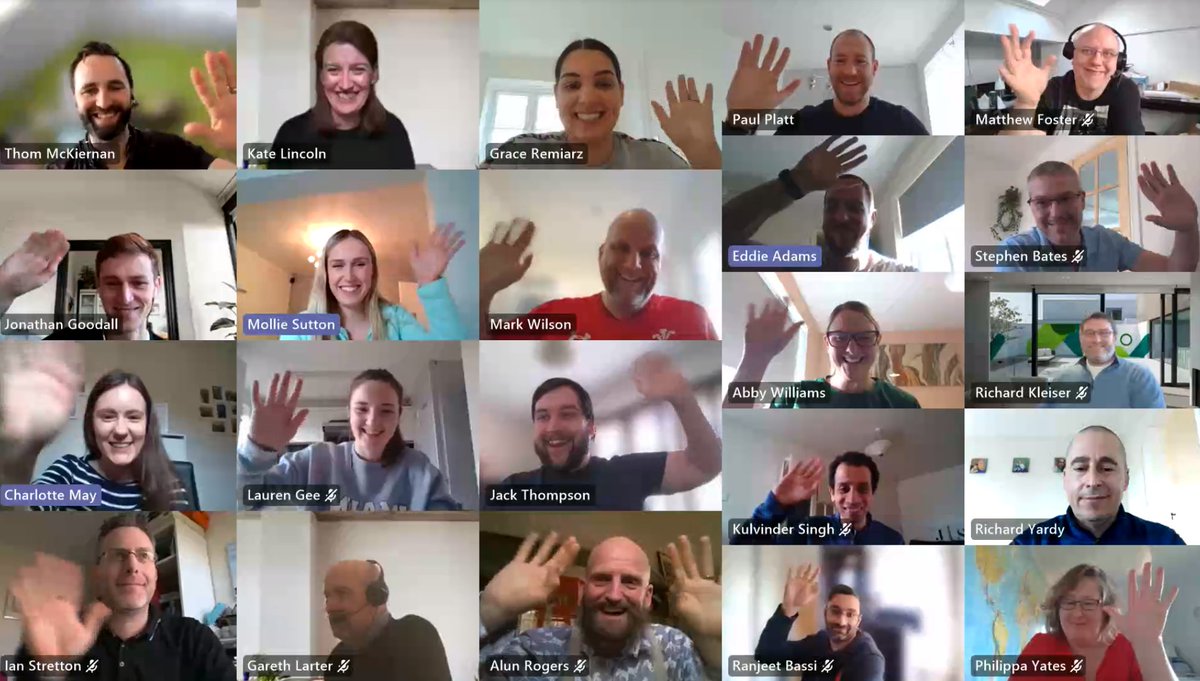 Thom McKiernan
Kate Lincoln
Grace Remiarz
Paul Platt
Matthew Foster
Jonathan Goodall
Mollie Sutton
Mark Wilson
Eddie Adams
Stephen Bates
Charlotte May
Lauren Gee
Jack Thompson
Abby Williams
Richard Kleiser
Kulvinder Singh
Richard Yardy
Ian Stretton
Gareth Larter
Alun Rogers
Ranjeet Bassi
Philippa Yates